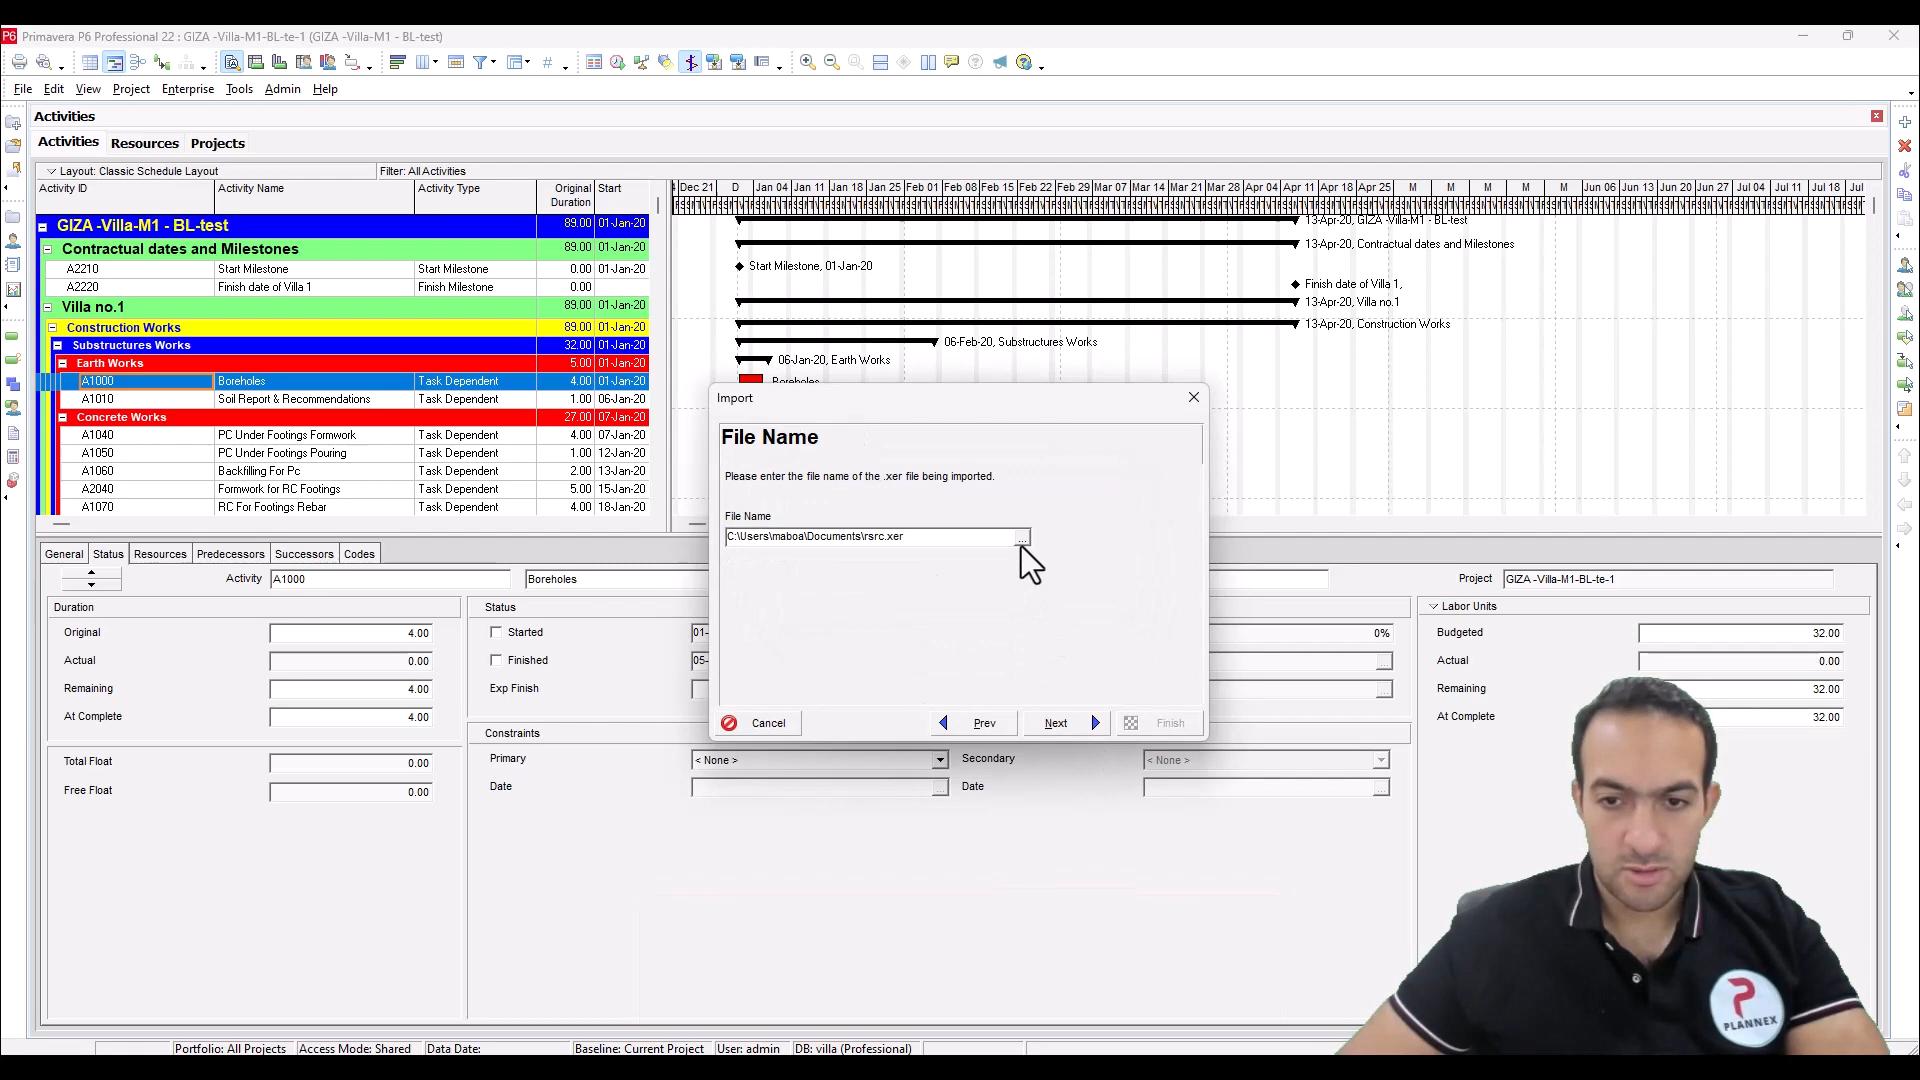 P6 Primavera P6 Professional 22 : GIZA -Villa-M1-BL-te-1 (GIZA -Villa-M1 - BL-test)
File Edit View Project Enterprise Tools Admin Help
Activities
Activities Resources Projects
Layout: Classic Schedule Layout Filter: All Activities
Activity ID Activity Name Activity Type Original Duration Start
Dec 21 D Jan 04 Jan 11 Jan 18 Jan 25 Feb 01 Feb 08 Feb 15 Feb 22 Feb 29 Mar 07 Mar 14 Mar 21 Mar 28 Apr 04 Apr 11 Apr 18 Apr 25 M M M M M Jun 06 Jun 13 Jun 20 Jun 27 Jul 04 Jul 11 Jul 18 Jul
GIZA -Villa-M1 - BL-test 89.00 01-Jan-20 13-Apr-20, GIZA -Villa-M1 - BL-test
Contractual dates and Milestones 89.00 01-Jan-20 13-Apr-20, Contractual dates and Milestones
A2210 Start Milestone Start Milestone 0.00 01-Jan-20 Start Milestone, 01-Jan-20
A2220 Finish date of Villa 1 Finish Milestone 0.00 Finish date of Villa 1,
Villa no.1 89.00 01-Jan-20 13-Apr-20, Villa no.1
Construction Works 89.00 01-Jan-20 13-Apr-20, Construction Works
Substructures Works 32.00 01-Jan-20 06-Feb-20, Substructures Works
Earth Works 5.00 01-Jan-20 06-Jan-20, Earth Works
A1000 Boreholes Task Dependent 4.00 01-Jan-20 Boreholes
A1010 Soil Report & Recommendations Task Dependent 1.00 06-Jan-20
Concrete Works 27.00 07-Jan-20
A1040 PC Under Footings Formwork Task Dependent 4.00 07-Jan-20
A1050 PC Under Footings Pouring Task Dependent 1.00 12-Jan-20
A1060 Backfilling For Pc Task Dependent 2.00 13-Jan-20
A2040 Formwork for RC Footings Task Dependent 5.00 15-Jan-20
A1070 RC For Footings Rebar Task Dependent 4.00 18-Jan-20
Import
File Name
Please enter the file name of the .xer file being imported.
File Name
C:\Users\maboa\Documents\rsrc.xer ...
Cancel Prev Next Finish
General Status Resources Predecessors Successors Codes
Activity A1000 Boreholes Project GIZA -Villa-M1-BL-te-1
Duration
Original 4.00
Actual 0.00
Remaining 4.00
At Complete 4.00
Total Float 0.00
Free Float 0.00
Status
Started 01- 0%
Finished 05-
Exp Finish
Constraints
Primary < None > Secondary < None >
Date Date
Labor Units
Budgeted 32.00
Actual 0.00
Remaining 32.00
At Complete 32.00
PLANNEX
Portfolio: All Projects Access Mode: Shared Data Date: Baseline: Current Project User: admin DB: villa (Professional)